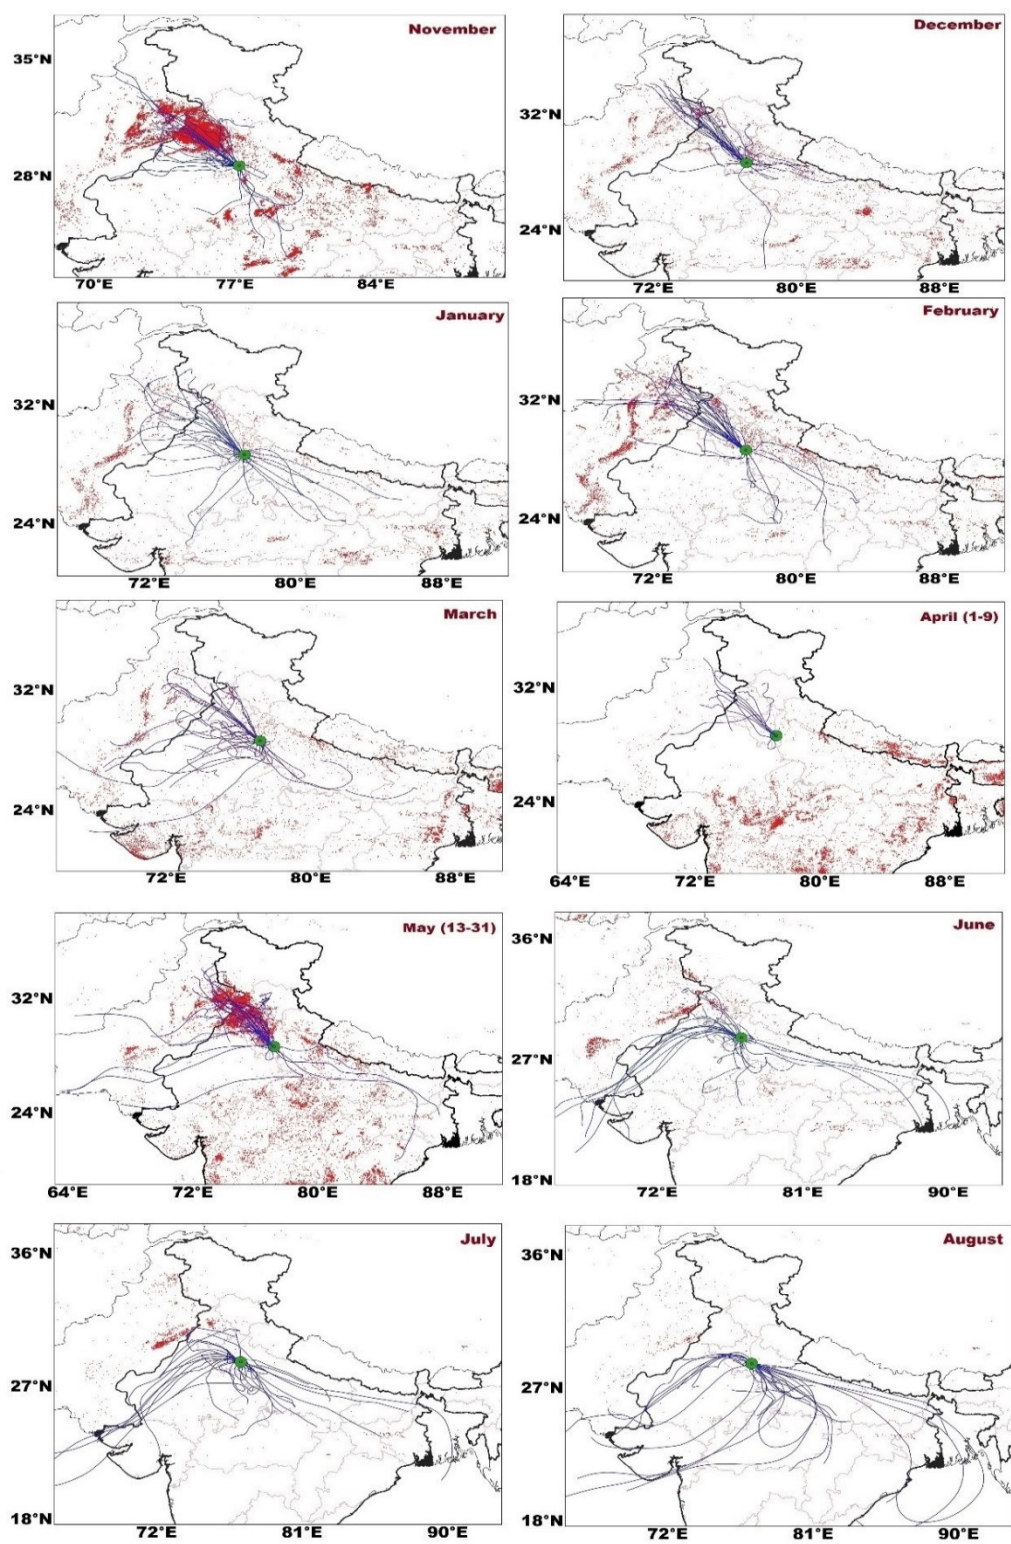 November
35°N
28°N
70°E 77°E 84°E
December
32°N
24°N
72°E 80°E 88°E
January
32°N
24°N
72°E 80°E 88°E
February
32°N
24°N
72°E 80°E 88°E
March
32°N
24°N
72°E 80°E 88°E
April (1-9)
32°N
24°N
64°E 72°E 80°E 88°E
May (13-31)
32°N
24°N
64°E 72°E 80°E 88°E
June
36°N
27°N
18°N
72°E 81°E 90°E
July
36°N
27°N
18°N
72°E 81°E 90°E
August
36°N
27°N
18°N
72°E 81°E 90°E